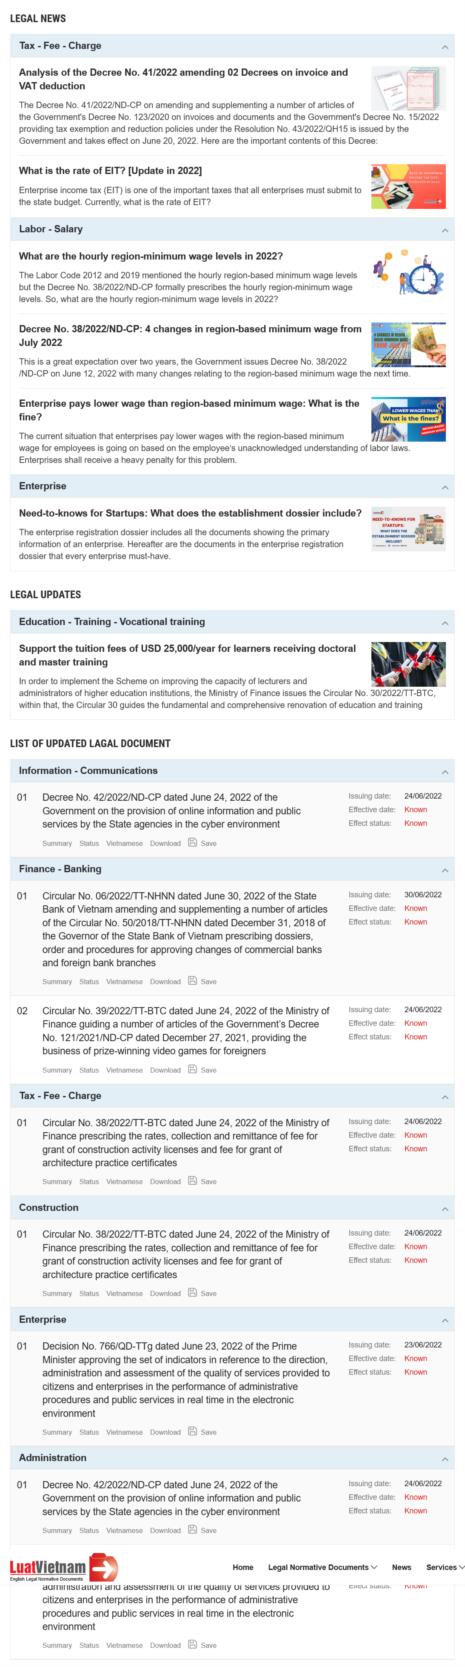 LEGAL NEWS
Tax - Fee - Charge
Analysis of the Decree No. 41/2022 amending 02 Decrees on invoice and
VAT deduction
The Decree No. 41/2022/ND-CP on amending and supplementing a number of articles of
the Government's Decree No. 123/2020 on invoices and documents and the Government's Decree No. 15/2022
providing tax exemption and reduction policies under the Resolution No. 43/2022/QH15 is issued by the
Government and takes effect on June 20, 2022. Here are the important contents of this Decree:
What is the rate of EIT? [Update in 2022]
Enterprise income tax (EIT) is one of the important taxes that all enterprises must submit to
the state budget. Currently, what is the rate of EIT?
Labor - Salary
What are the hourly region-minimum wage levels in 2022?
The Labor Code 2012 and 2019 mentioned the hourly region-based minimum wage levels
but the Decree No. 38/2022/ND-CP formally prescribes the hourly region-minimum wage
levels. So, what are the hourly region-minimum wage levels in 2022?
Decree No. 38/2022/ND-CP: 4 changes in region-based minimum wage from
July 2022
This is a great expectation over two years, the Government issues Decree No. 38/2022
/ND-CP on June 12, 2022 with many changes relating to the region-based minimum wage the next time.
Enterprise pays lower wage than region-based minimum wage: What is the
fine?
LOWER WAGES THAN
What is the fines?
The current situation that enterprises pay lower wages with the region-based minimum
wage for employees is going on based on the employee's unacknowledged understanding of labor laws.
Enterprises shall receive a heavy penalty for this problem.
Enterprise
Need-to-knows for Startups: What does the establishment dossier include?
NEED-TO-KNOWS FOR
STARTUPS:
WHAT DOES THE
ESTABLISHMENT DOSSIER
INCLUDE?
The enterprise registration dossier includes all the documents showing the primary
information of an enterprise. Hereafter are the documents in the enterprise registration
dossier that every enterprise must-have.
LEGAL UPDATES
Education - Training - Vocational training
Support the tuition fees of USD 25,000/year for learners receiving doctoral
and master training
In order to implement the Scheme on improving the capacity of lecturers and
administrators of higher education institutions, the Ministry of Finance issues the Circular No. 30/2022/TT-BTC,
within that, the Circular 30 guides the fundamental and comprehensive renovation of education and training
LIST OF UPDATED LAGAL DOCUMENT
Information - Communications
01 Decree No. 42/2022/ND-CP dated June 24, 2022 of the Issuing date: 24/06/2022
Government on the provision of online information and public Effective date: Known
services by the State agencies in the cyber environment Effect status: Known
Summary Status Vietnamese Download Save
Finance - Banking
01 Circular No. 06/2022/TT-NHNN dated June 30, 2022 of the State Issuing date: 30/06/2022
Bank of Vietnam amending and supplementing a number of articles Effective date: Known
of the Circular No. 50/2018/TT-NHNN dated December 31, 2018 of Effect status: Known
the Governor of the State Bank of Vietnam prescribing dossiers,
order and procedures for approving changes of commercial banks
and foreign bank branches
Summary Status Vietnamese Download Save
02 Circular No. 39/2022/TT-BTC dated June 24, 2022 of the Ministry of Issuing date: 24/06/2022
Finance guiding a number of articles of the Government's Decree Effective date: Known
No. 121/2021/ND-CP dated December 27, 2021, providing the Effect status: Known
business of prize-winning video games for foreigners
Summary Status Vietnamese Download Save
Tax - Fee - Charge
01 Circular No. 38/2022/TT-BTC dated June 24, 2022 of the Ministry of Issuing date: 24/06/2022
Finance prescribing the rates, collection and remittance of fee for Effective date: Known
grant of construction activity licenses and fee for grant of Effect status: Known
architecture practice certificates
Summary Status Vietnamese Download Save
Construction
01 Circular No. 38/2022/TT-BTC dated June 24, 2022 of the Ministry of Issuing date: 24/06/2022
Finance prescribing the rates, collection and remittance of fee for Effective date: Known
grant of construction activity licenses and fee for grant of Effect status: Known
architecture practice certificates
Summary Status Vietnamese Download Save
Enterprise
01 Decision No. 766/QD-TTg dated June 23, 2022 of the Prime Issuing date: 23/06/2022
Minister approving the set of indicators in reference to the direction, Effective date: Known
administration and assessment of the quality of services provided to Effect status: Known
citizens and enterprises in the performance of administrative
procedures and public services in real time in the electronic
environment
Summary Status Vietnamese Download Save
Administration
01 Decree No. 42/2022/ND-CP dated June 24, 2022 of the Issuing date: 24/06/2022
Government on the provision of online information and public Effective date: Known
services by the State agencies in the cyber environment Effect status: Known
Summary Status Vietnamese Download Save
LuatVietnam Home Legal Normative Documents News Services
English Legal Normative Documents
administration and assessment of the quality of services provided to Effect status: Known
citizens and enterprises in the performance of administrative
procedures and public services in real time in the electronic
environment
Summary Status Vietnamese Download Save